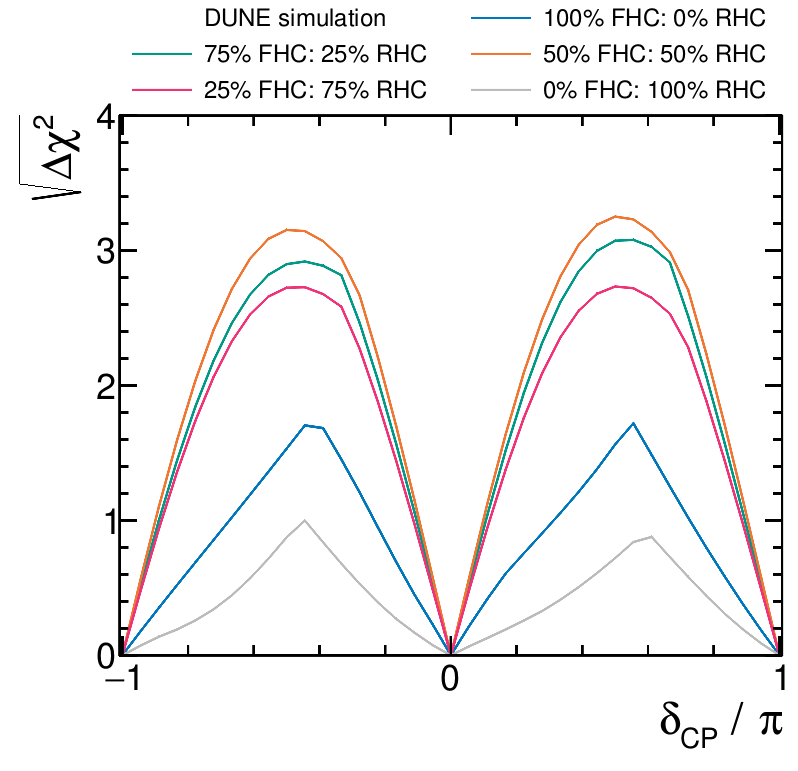 DUNE simulation
100% FHC: 0% RHC
75% FHC: 25% RHC
50% FHC: 50% RHC
25% FHC: 75% RHC
0% FHC: 100% RHC
√Δχ²
4
3
2
1
0
−1
0
1
δCP / π